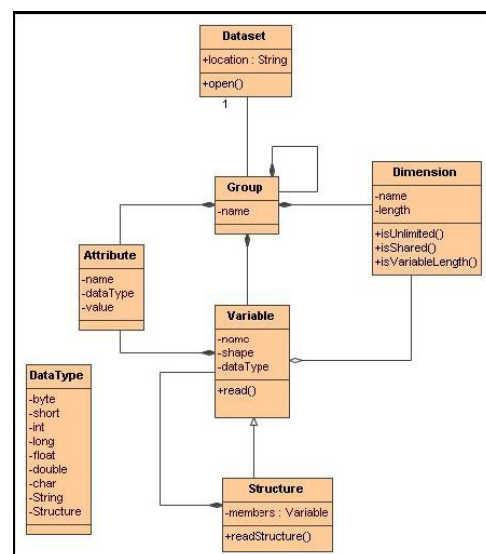 Dataset
+location : String
+open()
1
Group
-name
Dimension
-name
-length
+isUnlimited()
+isShared()
+isVariableLength()
Attribute
-name
-dataType
-value
Variable
-name
-shape
-dataType
+read()
DataType
-byte
-short
-int
-long
-float
-double
-char
-String
-Structure
Structure
-members : Variable
+readStructure()